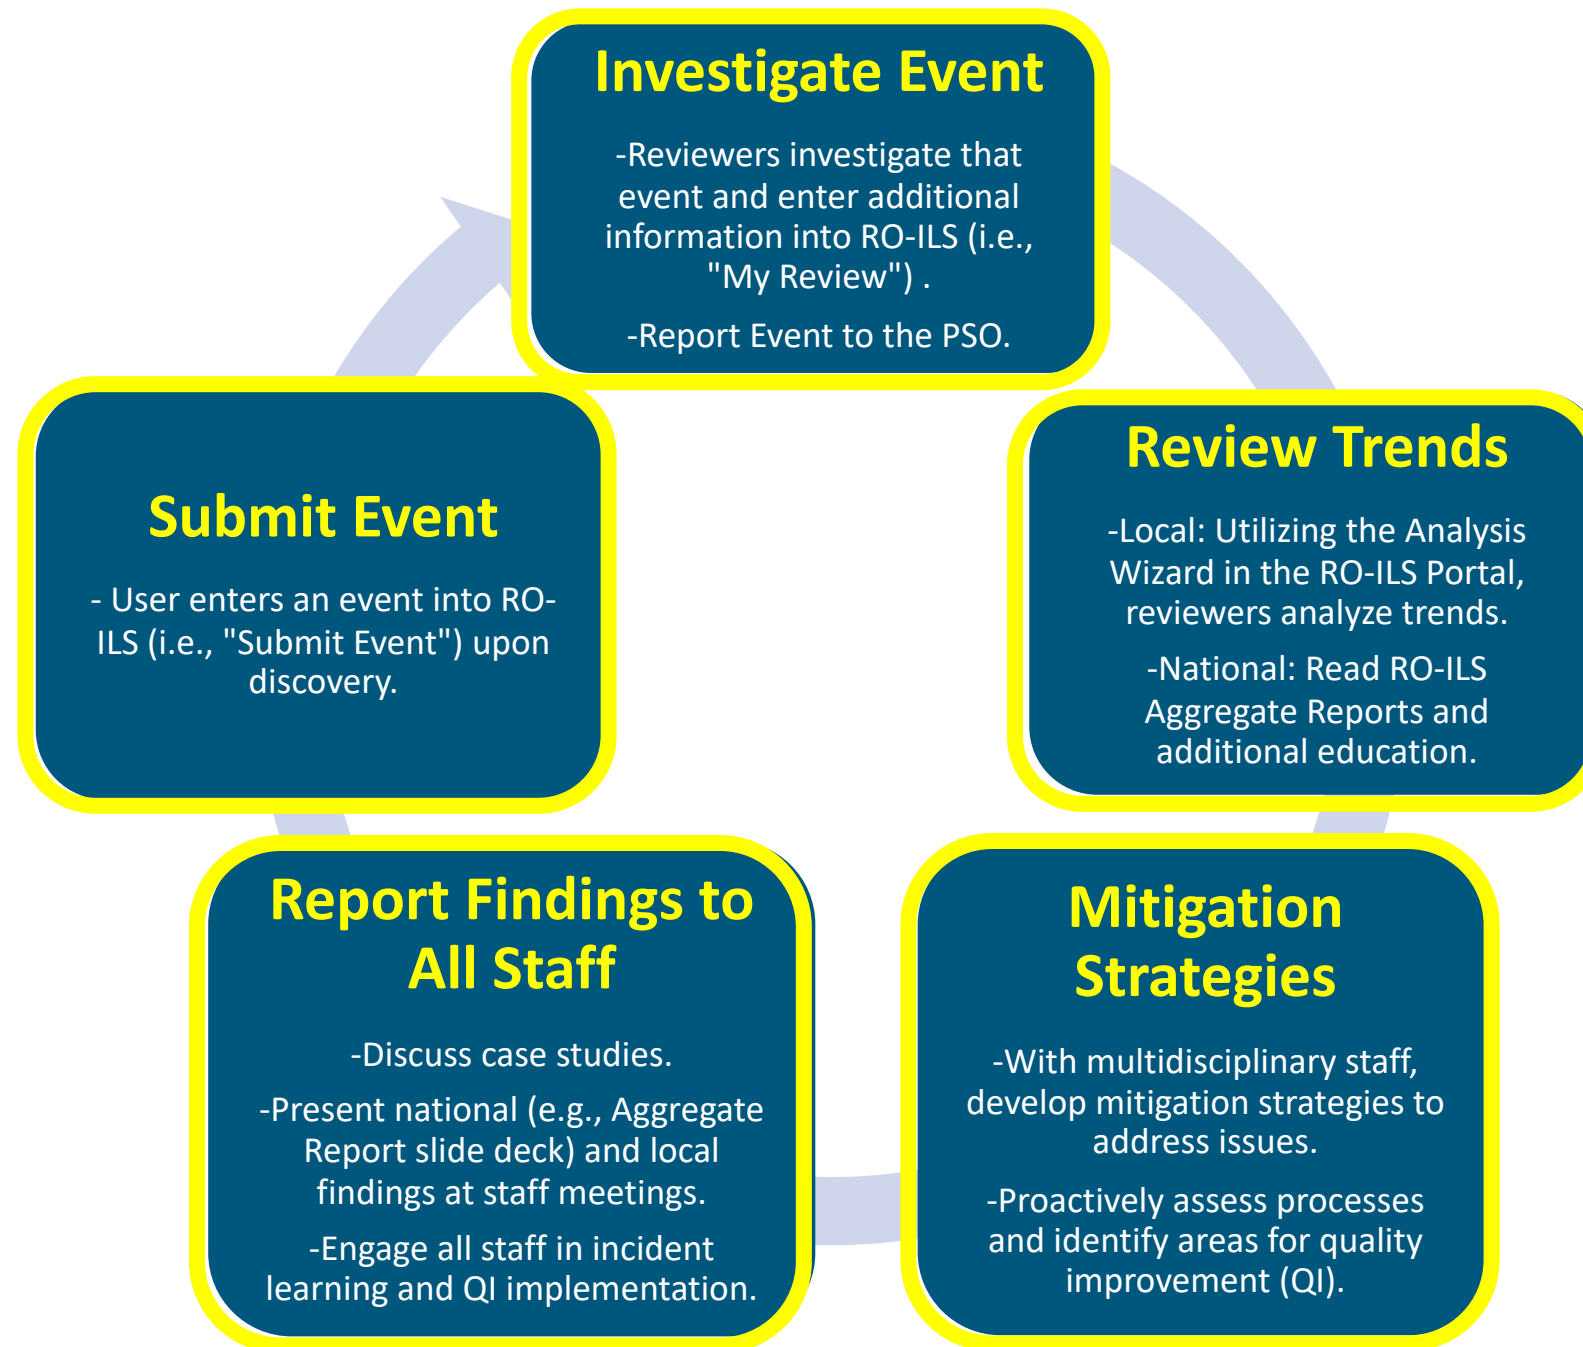 Investigate Event
-Reviewers investigate that
event and enter additional
information into RO-ILS (i.e.,
"My Review") .
-Report Event to the PSO.
Review Trends
-Local: Utilizing the Analysis
Wizard in the RO-ILS Portal,
reviewers analyze trends.
-National: Read RO-ILS
Aggregate Reports and
additional education.
Mitigation
Strategies
-With multidisciplinary staff,
develop mitigation strategies to
address issues.
-Proactively assess processes
and identify areas for quality
improvement (QI).
Report Findings to
All Staff
-Discuss case studies.
-Present national (e.g., Aggregate
Report slide deck) and local
findings at staff meetings.
-Engage all staff in incident
learning and QI implementation.
Submit Event
- User enters an event into RO-
ILS (i.e., "Submit Event") upon
discovery.